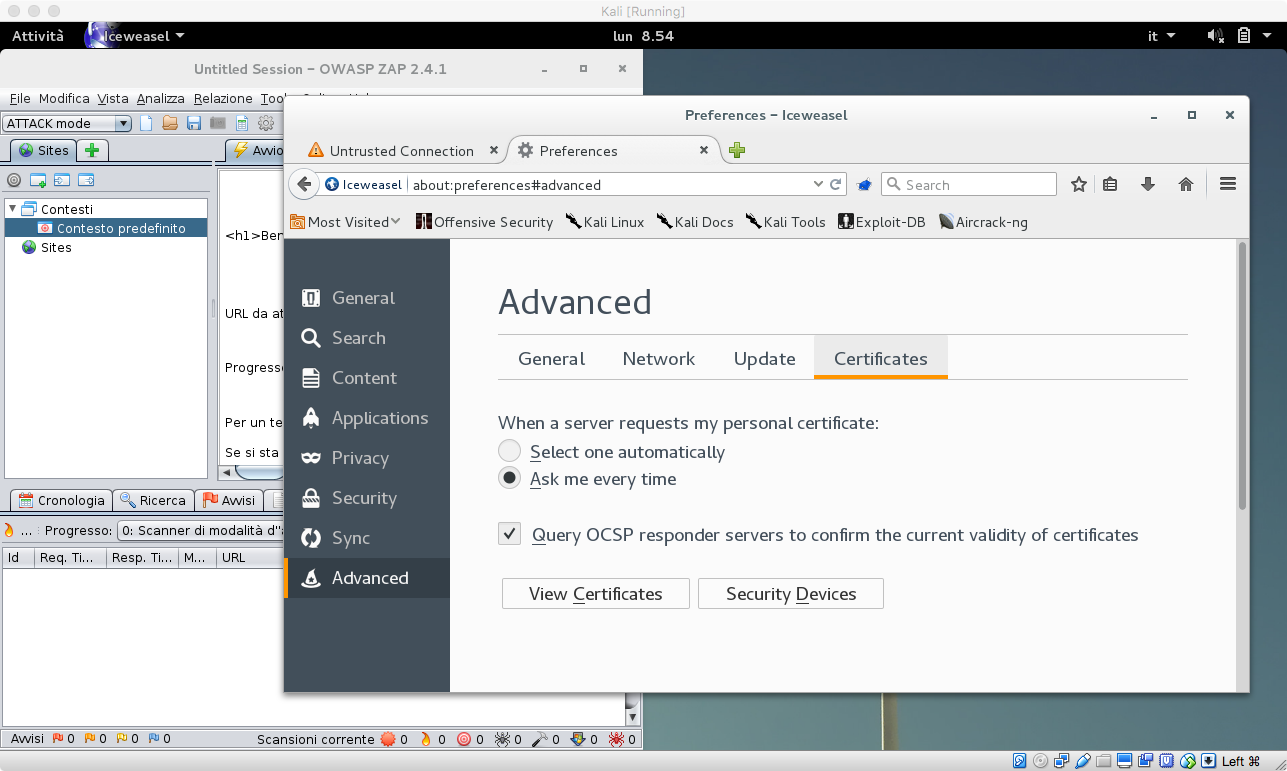 Kali [Running]
Attività Iceweasel lun 8.54 it
Untitled Session – OWASP ZAP 2.4.1
File Modifica Vista Analizza Relazione
ATTACK mode
Sites
Contesti
Contesto predefinito
Sites
<h1>Ben
URL da at
Progress
Per un te
Se si sta
Cronologia Ricerca Avvisi
... Progresso: 0: Scanner di modalità d''a
Id Req. Ti... Resp. Ti... M... URL
Avvisi 0 0 0 0 Scansioni corrente 0 0 0 0 0 0 0
Preferences – Iceweasel
Untrusted Connection Preferences
Iceweasel about:preferences#advanced Search
Most Visited Offensive Security Kali Linux Kali Docs Kali Tools Exploit-DB Aircrack-ng
General
Search
Content
Applications
Privacy
Security
Sync
Advanced
Advanced
General Network Update Certificates
When a server requests my personal certificate:
Select one automatically
Ask me every time
Query OCSP responder servers to confirm the current validity of certificates
View Certificates Security Devices
Left ⌘